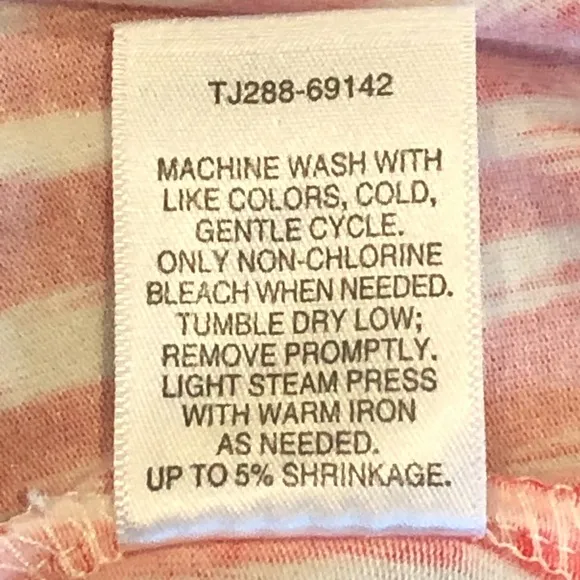 TJ288-69142
MACHINE WASH WITH
LIKE COLORS, COLD,
GENTLE CYCLE.
ONLY NON-CHLORINE
BLEACH WHEN NEEDED.
TUMBLE DRY LOW;
REMOVE PROMPTLY.
LIGHT STEAM PRESS
WITH WARM IRON
AS NEEDED.
UP TO 5% SHRINKAGE.